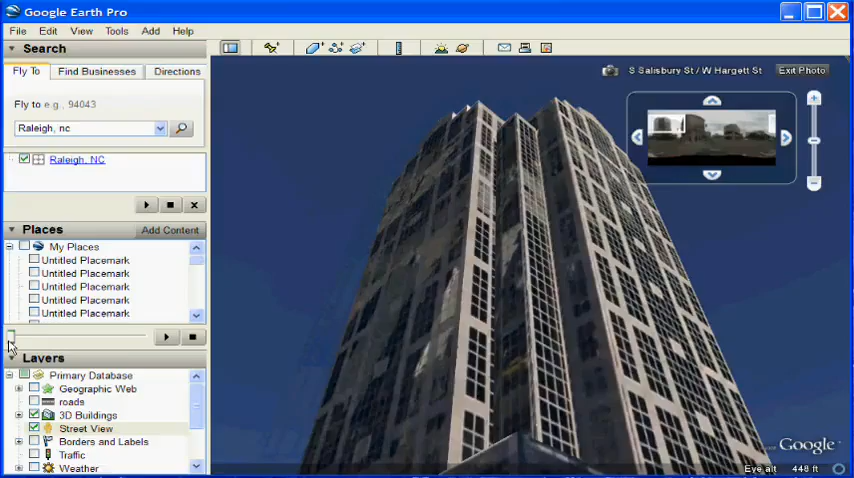 Google Earth Pro
File Edit View Tools Add Help
Search
Fly To Find Businesses Directions
Fly to e.g., 94043
Raleigh, nc
Raleigh, NC
Places Add Content
My Places
Untitled Placemark
Untitled Placemark
Untitled Placemark
Untitled Placemark
Untitled Placemark
Layers
Primary Database
Geographic Web
roads
3D Buildings
Street View
Borders and Labels
Traffic
Weather
S Salisbury St / W Hargett St Exit Photo
Google
Eye alt 448 ft